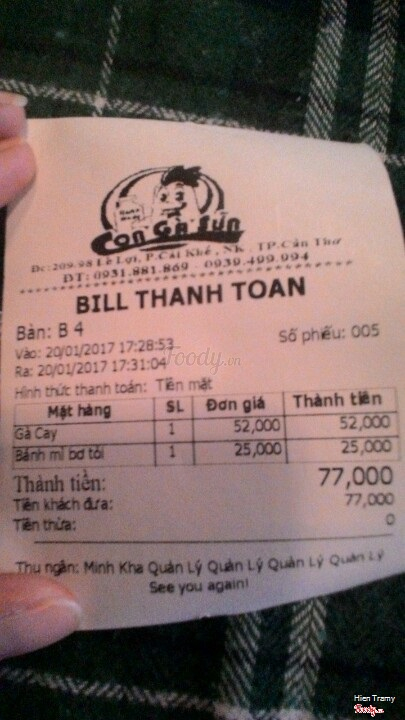 Con Gà Sún
Đc: 209-98 Lê Lợi, P.Cái Khế, NK, TP.Cần Thơ
ĐT: 0931.881.869 - 0939.499.994
BILL THANH TOAN
Bàn: B 4
Số phiếu: 005
Vào: 20/01/2017 17:28:53
Ra: 20/01/2017 17:31:04
Foody.vn
Hình thức thanh toán: Tiền mặt
Mặt hàng SL Đơn giá Thành tiền
Gà Cay 1 52,000 52,000
Bánh mì bơ tỏi 1 25,000 25,000
Thành tiền: 77,000
Tiền khách đưa: 77,000
Tiền thừa: 0
Thu ngân: Minh Kha Quản Lý Quản Lý Quản Lý Quản Lý
See you again!
Hien Tramy
Foody.vn